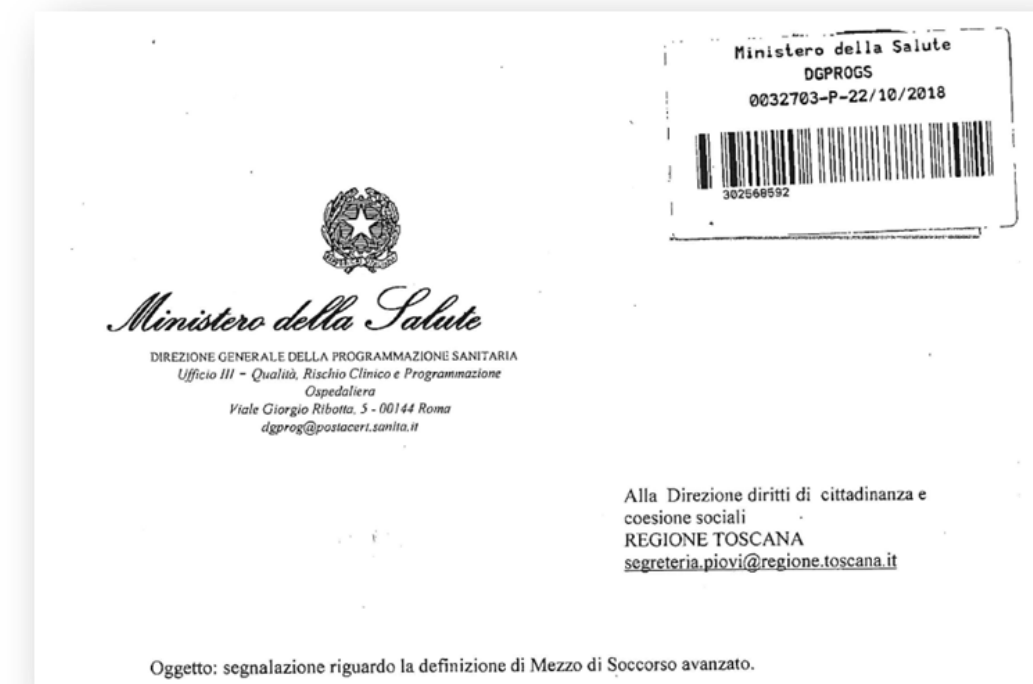 Ministero della Salute
DGPROGS
0032703-P-22/10/2018
302568592
Ministero della Salute
DIREZIONE GENERALE DELLA PROGRAMMAZIONE SANITARIA
Ufficio III – Qualità, Rischio Clinico e Programmazione
Ospedaliera
Viale Giorgio Ribotta, 5 - 00144 Roma
dgprog@postacert.sanita.it
Alla Direzione diritti di cittadinanza e
coesione sociali
REGIONE TOSCANA
segreteria.piovi@regione.toscana.it
Oggetto: segnalazione riguardo la definizione di Mezzo di Soccorso avanzato.